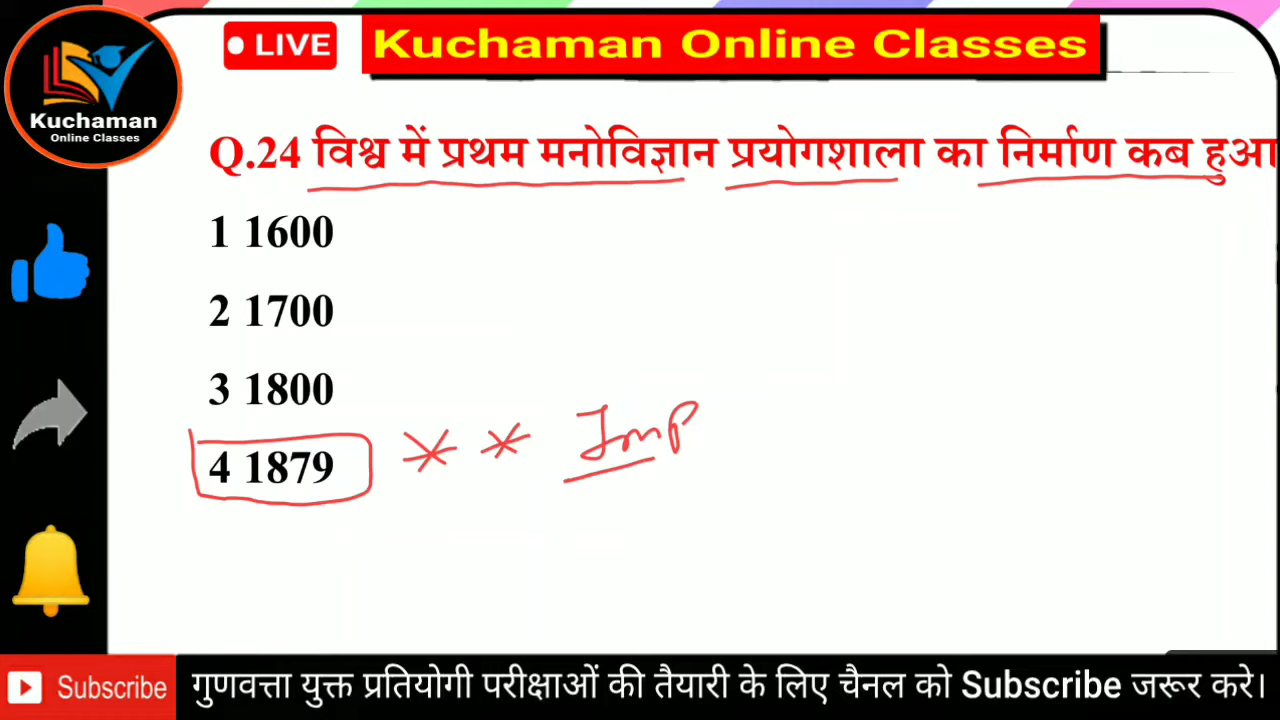 LIVE
Kuchaman Online Classes
Kuchaman
Online Classes
Q.24 विश्व में प्रथम मनोविज्ञान प्रयोगशाला का निर्माण कब हुआ
1 1600
2 1700
3 1800
4 1879 ** Imp
Subscribe गुणवत्ता युक्त प्रतियोगी परीक्षाओं की तैयारी के लिए चैनल को Subscribe जरूर करे।